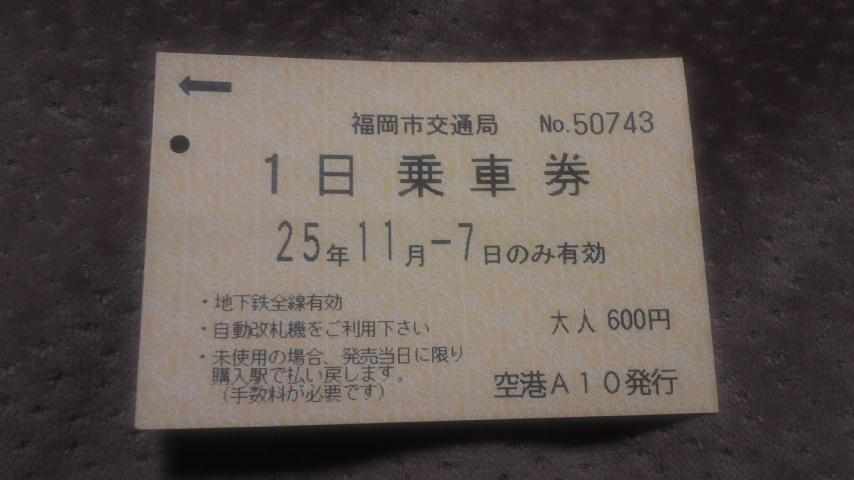 ←
福岡市交通局 No.50743
1日乗車券
25年11月-7日のみ有効
・地下鉄全線有効
・自動改札機をご利用下さい
大人 600円
・未使用の場合、発売当日に限り
購入駅で払い戻します。
(手数料が必要です)
空港A10発行